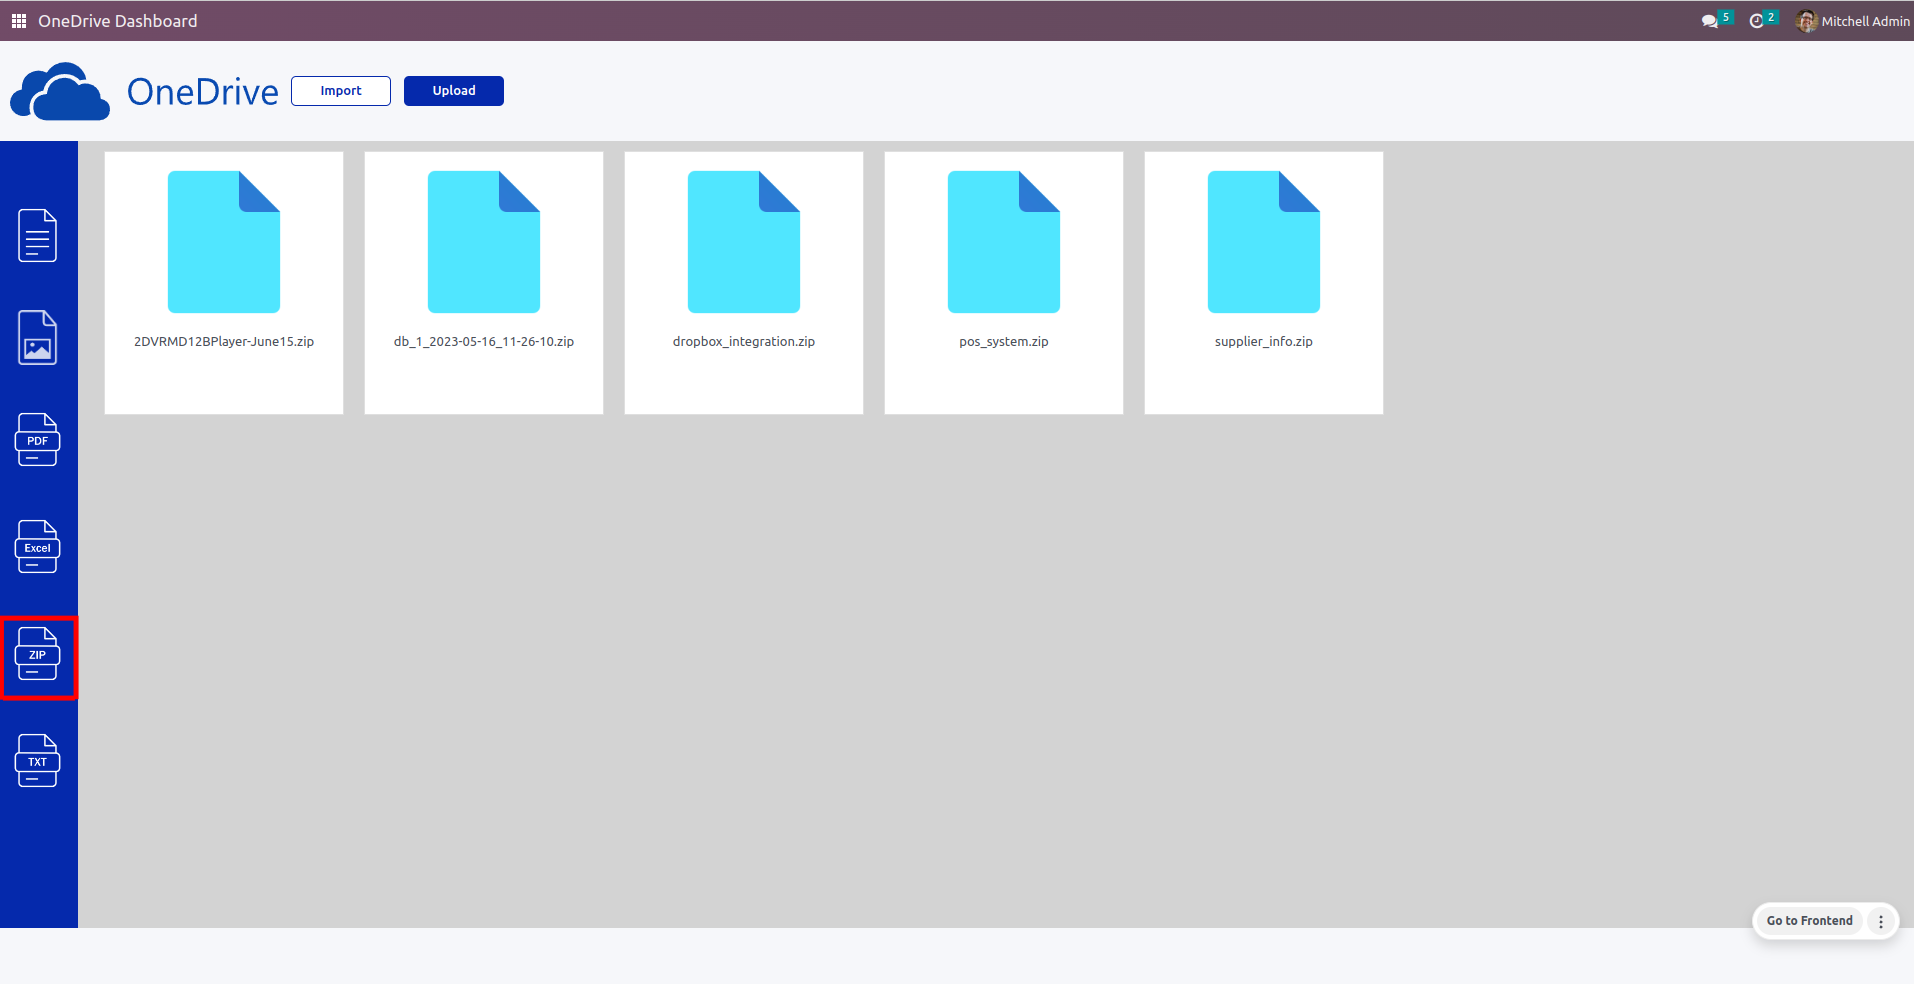 OneDrive Dashboard
5
2
Mitchell Admin
OneDrive
Import
Upload
2DVRMD12BPlayer-June15.zip
db_1_2023-05-16_11-26-10.zip
dropbox_integration.zip
pos_system.zip
supplier_info.zip
PDF
Excel
ZIP
TXT
Go to Frontend